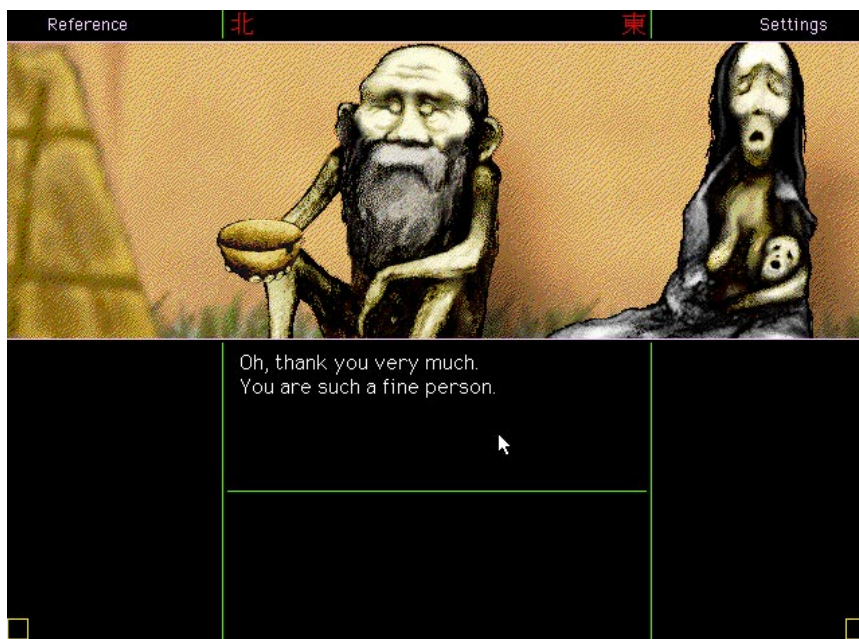 Reference 北 東 Settings
Oh, thank you very much.
You are such a fine person.